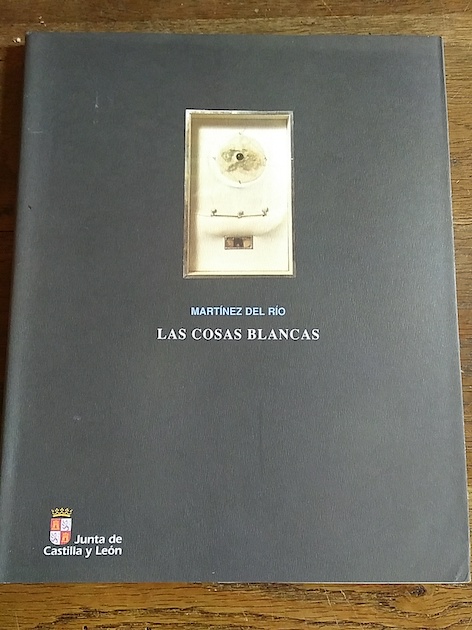 MARTÍNEZ DEL RÍO
LAS COSAS BLANCAS
Junta de
Castilla y León